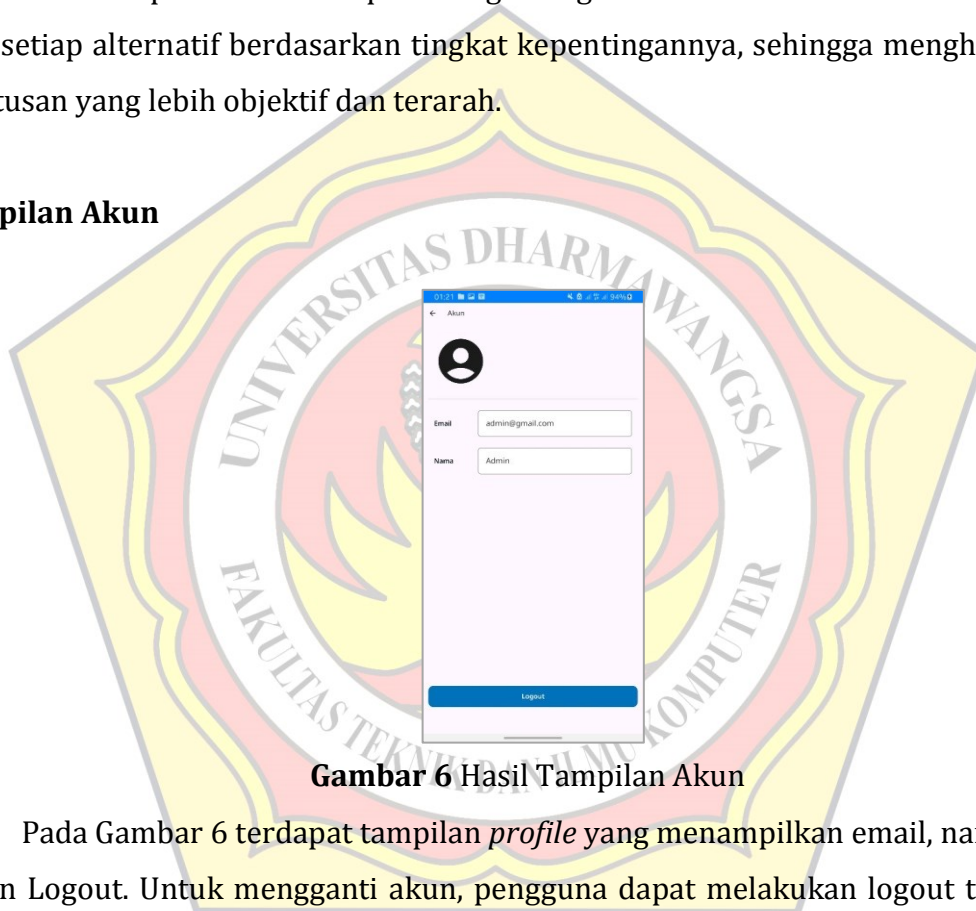 setiap alternatif berdasarkan tingkat kepentingannya, sehingga mengh
tusan yang lebih objektif dan terarah.
pilan Akun
UNIVERSITAS DHARMAWANGSA
FAKULTAS TEKNIK DAN ILMU KOMPUTER
01:21 94%
Akun
Email admin@gmail.com
Nama Admin
Logout
Gambar 6 Hasil Tampilan Akun
Pada Gambar 6 terdapat tampilan profile yang menampilkan email, na
n Logout. Untuk mengganti akun, pengguna dapat melakukan logout t